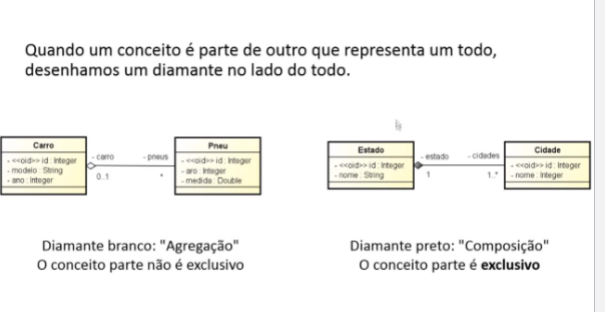 Quando um conceito é parte de outro que representa um todo,
desenhamos um diamante no lado do todo.
Carro
- <<oid>> id : Integer
- modelo : String
- ano : Integer
- carro
0..1
- pneus
*
Pneu
- <<oid>> id : Integer
- aro : Integer
- medida : Double
Estado
- <<oid>> id : Integer
- nome : String
- estado
1
- cidades
1..*
Cidade
- <<oid>> id : Integer
- nome : Integer
Diamante branco: "Agregação"
O conceito parte não é exclusivo
Diamante preto: "Composição"
O conceito parte é exclusivo